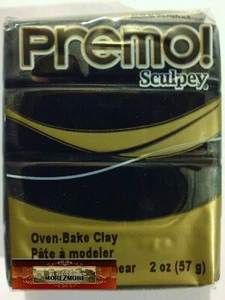 Premo!
Sculpey
Oven-Bake Clay
Pâte à modeler
2 oz (57 g)
MOREZMORE